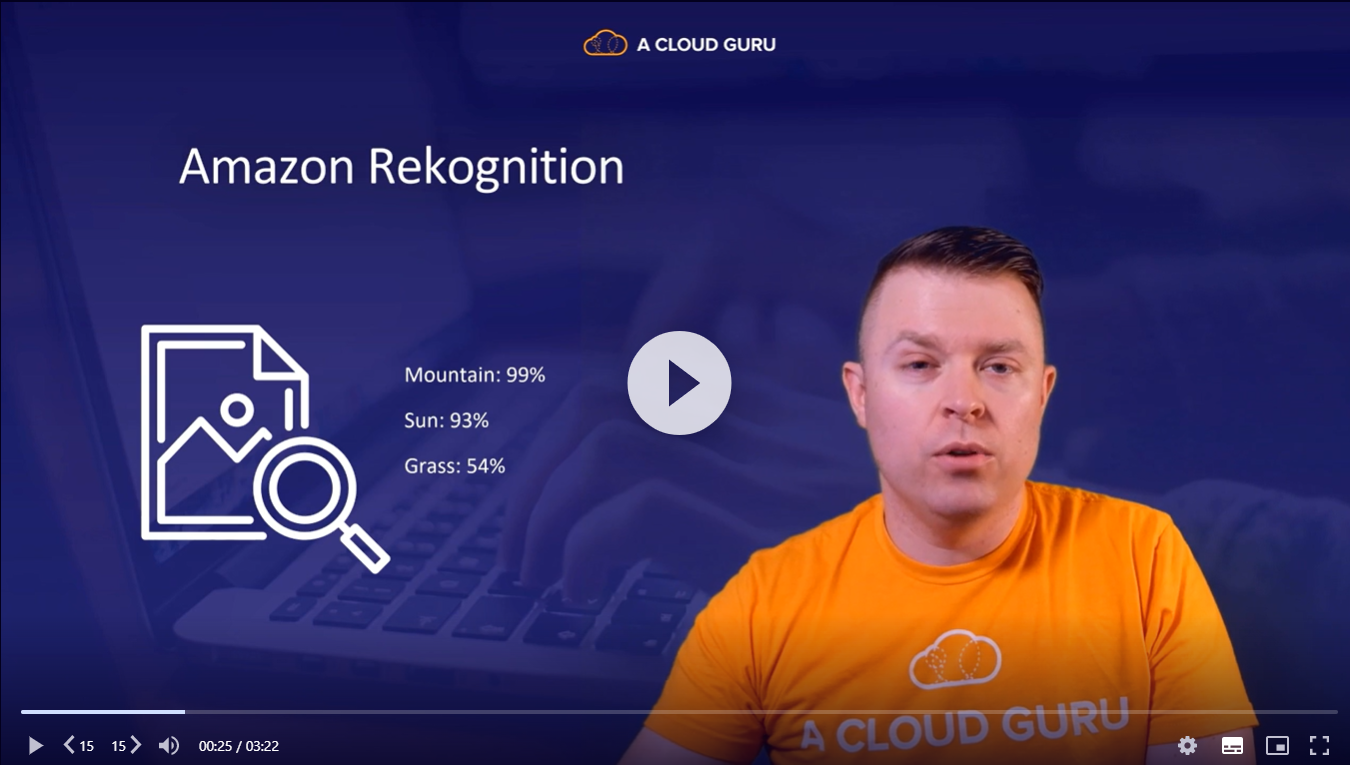 A CLOUD GURU
Amazon Rekognition
Mountain: 99%
Sun: 93%
Grass: 54%
A CLOUD GURU
15 15 00:25 / 03:22